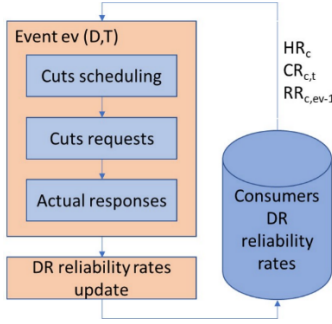 Event ev (D,T)
Cuts scheduling
Cuts requests
Actual responses
DR reliability rates
update
HRc
CRc,t
RRc,ev-1
Consumers
DR
reliability
rates